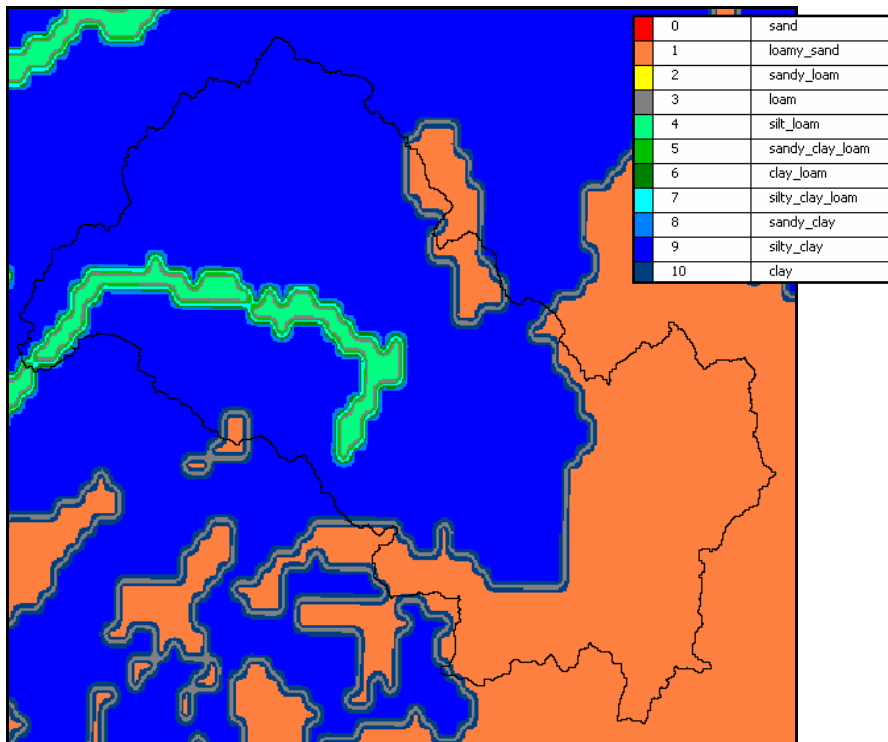 0 sand
1 loamy_sand
2 sandy_loam
3 loam
4 silt_loam
5 sandy_clay_loam
6 clay_loam
7 silty_clay_loam
8 sandy_clay
9 silty_clay
10 clay